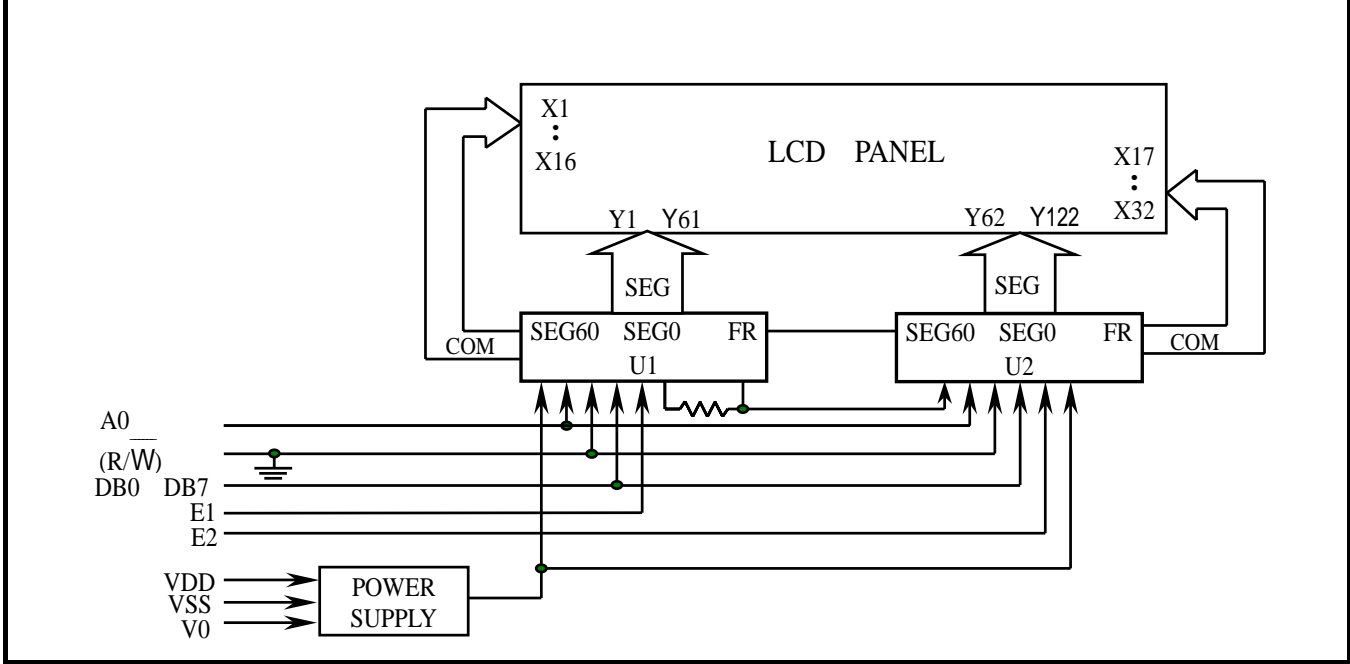 X1
X16
LCD PANEL
X17
X32
Y1 Y61
Y62 Y122
SEG
SEG
SEG60 SEG0 FR
U1
SEG60 SEG0 FR
U2
COM
COM
A0
(R/W̅)
DB0 DB7
E1
E2
VDD
VSS
V0
POWER
SUPPLY